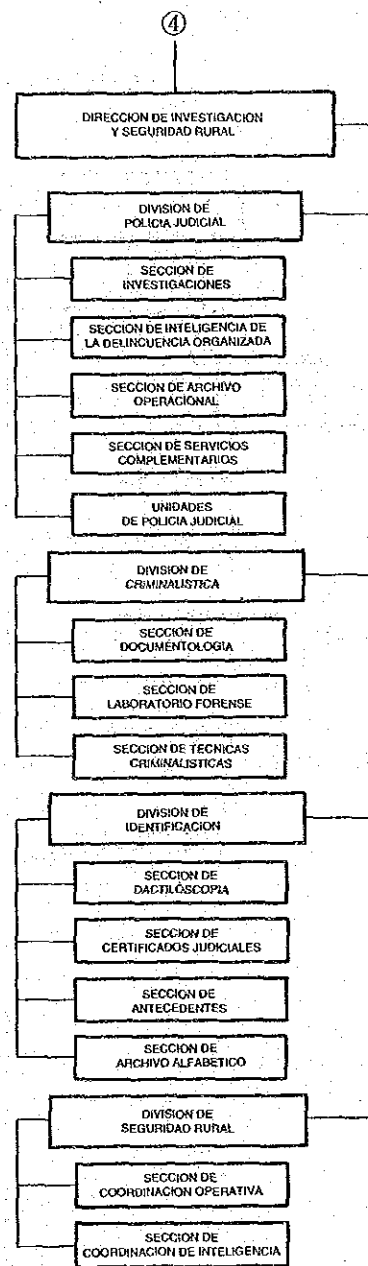 ④
DIRECCION DE INVESTIGACION
Y SEGURIDAD RURAL
DIVISION DE
POLICIA JUDICIAL
SECCION DE
INVESTIGACIONES
SECCION DE INTELIGENCIA DE
LA DELINCUENCIA ORGANIZADA
SECCION DE ARCHIVO
OPERACIONAL
SECCION DE SERVICIOS
COMPLEMENTARIOS
UNIDADES
DE POLICIA JUDICIAL
DIVISION DE
CRIMINALISTICA
SECCION DE
DOCUMENTOLOGIA
SECCION DE
LABORATORIO FORENSE
SECCION DE TECNICAS
CRIMINALISTICAS
DIVISION DE
IDENTIFICACION
SECCION DE
DACTILOSCOPIA
SECCION DE
CERTIFICADOS JUDICIALES
SECCION DE
ANTECEDENTES
SECCION DE
ARCHIVO ALFABETICO
DIVISION DE
SEGURIDAD RURAL
SECCION DE
COORDINACION OPERATIVA
SECCION DE
COORDINACION DE INTELIGENCIA